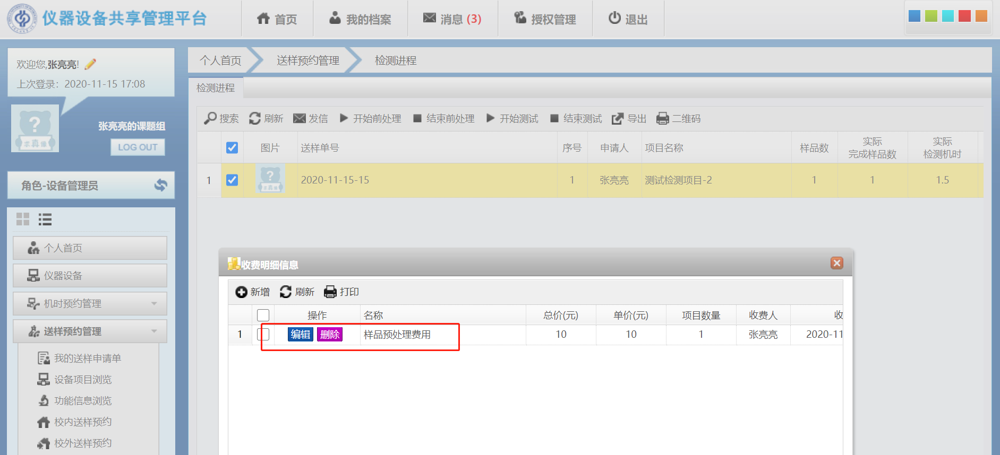 仪器设备共享管理平台
首页
我的档案
消息 (3)
授权管理
退出
欢迎您,张亮亮!
上次登录：2020-11-15 17:08
?
求真像
张亮亮的课题组
LOG OUT
角色-设备管理员
个人首页
仪器设备
机时预约管理
送样预约管理
我的送样申请单
设备项目浏览
功能信息浏览
校内送样预约
校外送样预约
个人首页 送样预约管理 检测进程
检测进程
搜索 刷新 发信 开始前处理 结束前处理 开始测试 结束测试 导出 二维码
图片 送样单号 序号 申请人 项目名称 样品数 实际完成样品数 实际检测机时
1 ? 求真像 2020-11-15-15 1 张亮亮 测试检测项目-2 1 1 1.5
收费明细信息
新增 刷新 打印
操作 名称 总价(元) 单价(元) 项目数量 收费人 收
1 编辑 删除 样品预处理费用 10 10 1 张亮亮 2020-11